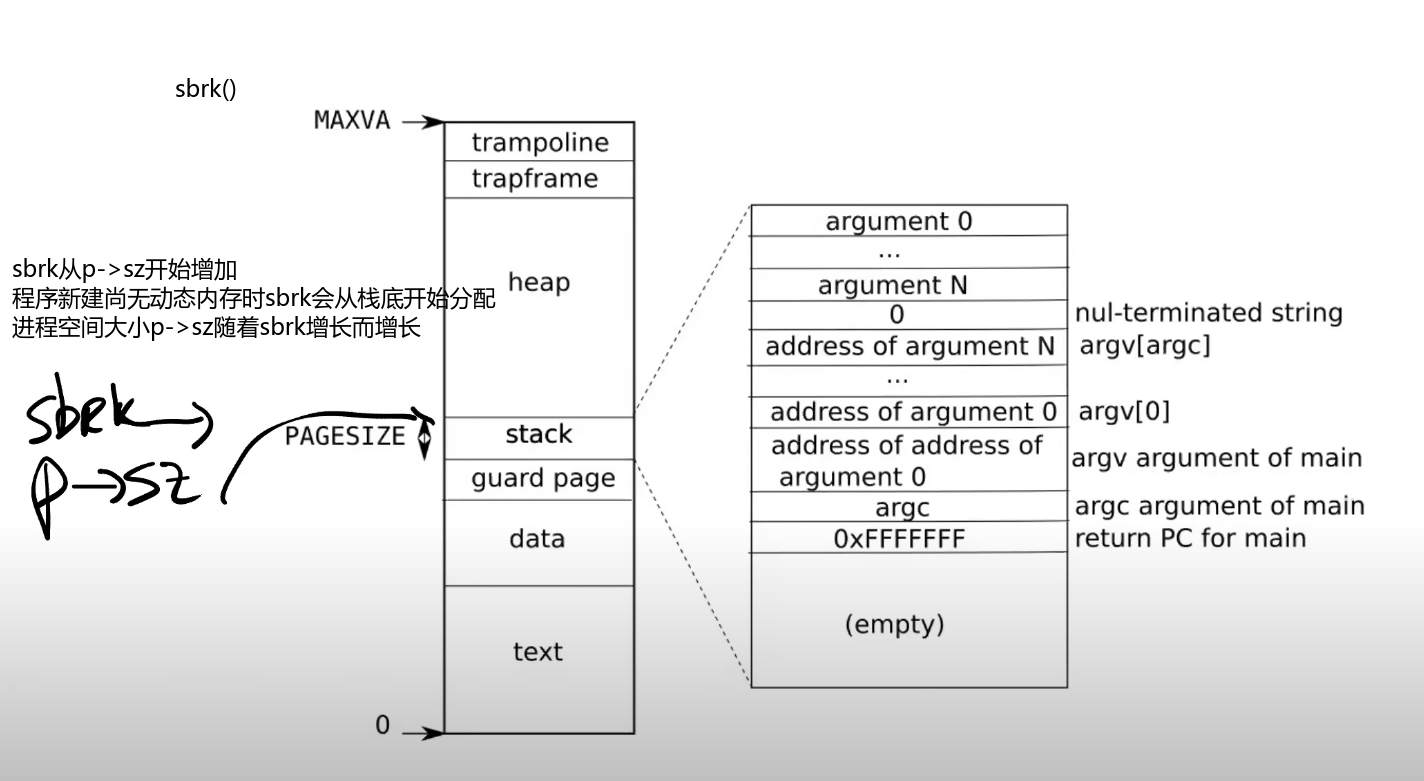 sbrk()
MAXVA
trampoline
trapframe
heap
sbrk从p->sz开始增加
程序新建尚无动态内存时sbrk会从栈底开始分配
进程空间大小p->sz随着sbrk增长而增长
sbrk
p->sz
PAGESIZE
stack
guard page
data
text
0
argument 0
...
argument N
0
nul-terminated string
address of argument N
argv[argc]
...
address of argument 0
argv[0]
address of address of
argument 0
argv argument of main
argc
argc argument of main
0xFFFFFFF
return PC for main
(empty)